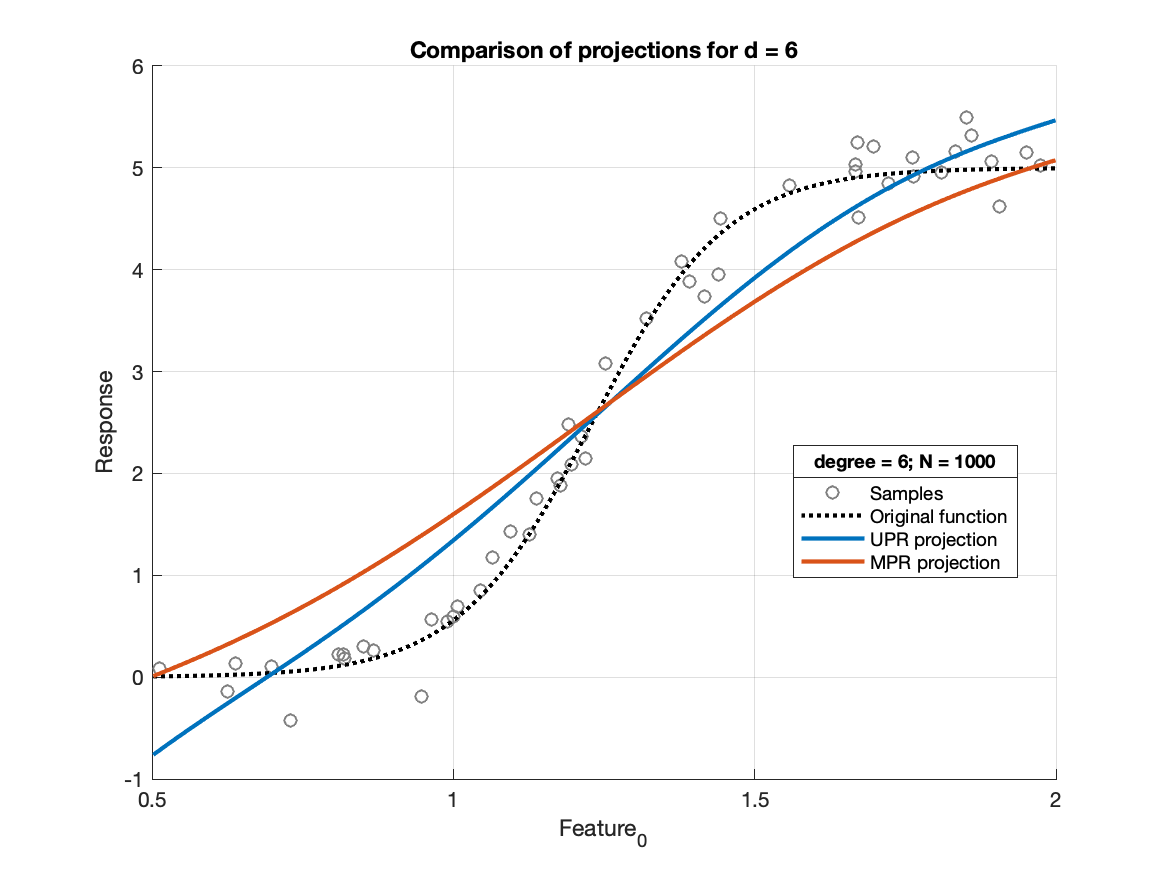 Comparison of projections for d = 6
6
5
4
3
2
1
0
-1
Response
0.5
1
1.5
2
Feature_0
degree = 6; N = 1000
Samples
Original function
UPR projection
MPR projection